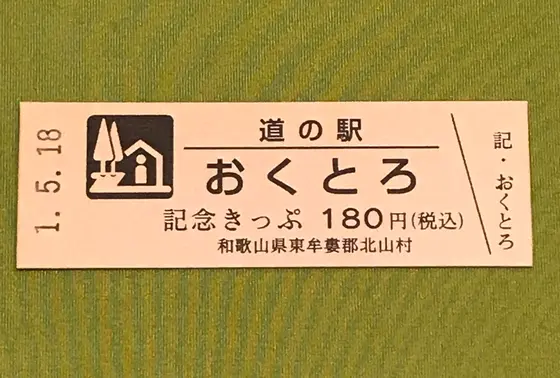 1.5.18
道の駅
おくとろ
記念きっぷ 180円(税込)
和歌山県東牟婁郡北山村
記・おくとろ